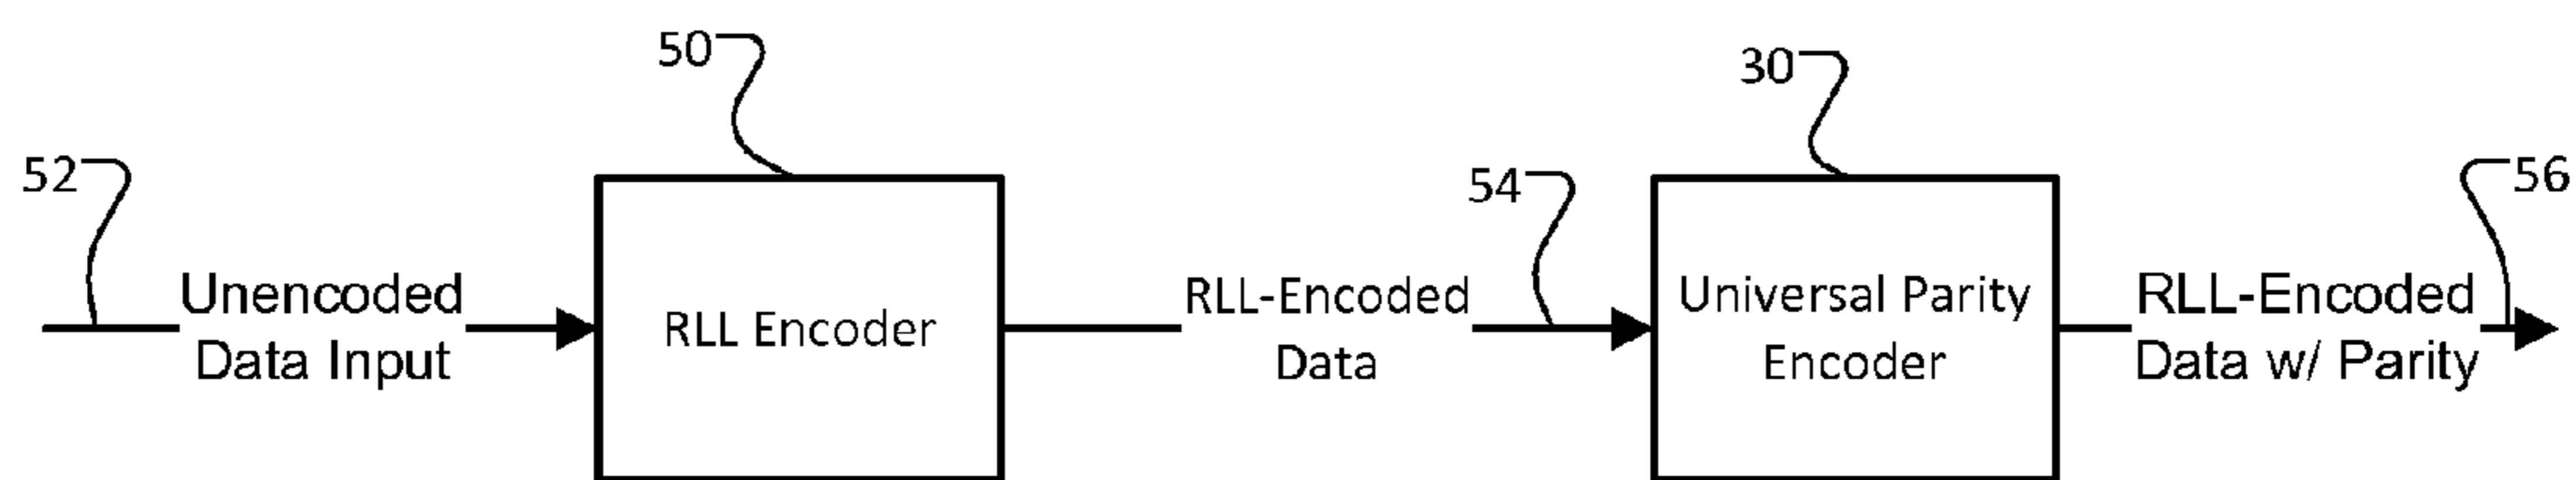 50
30
52
54
56
Unencoded
Data Input
RLL Encoder
RLL-Encoded
Data
Universal Parity
Encoder
RLL-Encoded
Data w/ Parity